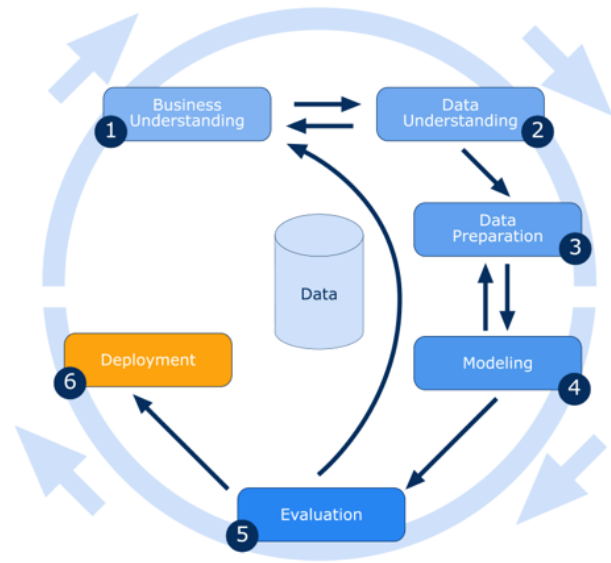 Business
Understanding
1
Data
Understanding
2
Data
Preparation
3
Data
Deployment
6
Modeling
4
Evaluation
5